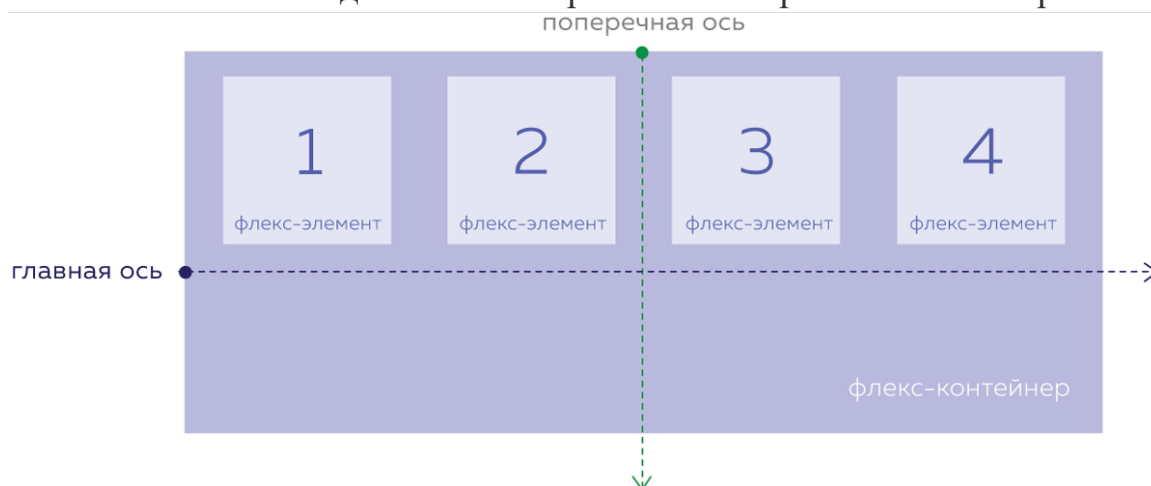 поперечная ось
1
2
3
4
флекс-элемент
флекс-элемент
флекс-элемент
флекс-элемент
главная ось
флекс-контейнер